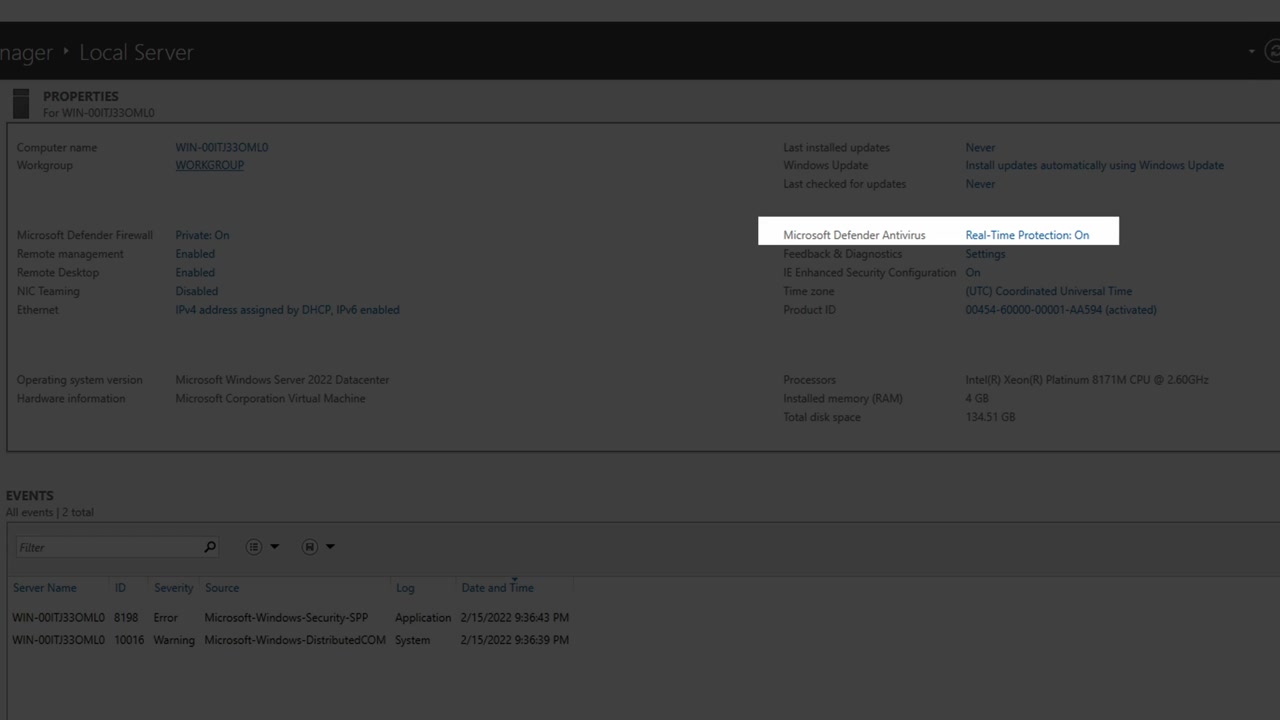 nager ‣ Local Server
PROPERTIES
For WIN-00ITJ33OML0
Computer name WIN-00ITJ33OML0
Workgroup WORKGROUP
Last installed updates Never
Windows Update Install updates automatically using Windows Update
Last checked for updates Never
Microsoft Defender Firewall Private: On
Remote management Enabled
Remote Desktop Enabled
NIC Teaming Disabled
Ethernet IPv4 address assigned by DHCP, IPv6 enabled
Microsoft Defender Antivirus Real-Time Protection: On
Feedback & Diagnostics Settings
IE Enhanced Security Configuration On
Time zone (UTC) Coordinated Universal Time
Product ID 00454-60000-00001-AA594 (activated)
Operating system version Microsoft Windows Server 2022 Datacenter
Hardware information Microsoft Corporation Virtual Machine
Processors Intel(R) Xeon(R) Platinum 8171M CPU @ 2.60GHz
Installed memory (RAM) 4 GB
Total disk space 134.51 GB
EVENTS
All events | 2 total
Filter
Server Name ID Severity Source Log Date and Time
WIN-00ITJ33OML0 8198 Error Microsoft-Windows-Security-SPP Application 2/15/2022 9:36:43 PM
WIN-00ITJ33OML0 10016 Warning Microsoft-Windows-DistributedCOM System 2/15/2022 9:36:39 PM